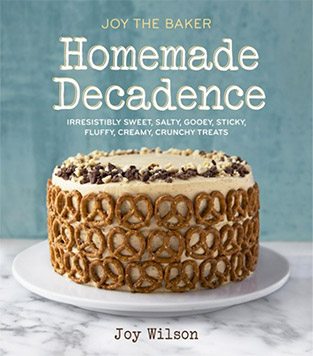 JOY THE BAKER
Homemade
Decadence
IRRESISTIBLY SWEET, SALTY, GOOEY, STICKY,
FLUFFY, CREAMY, CRUNCHY TREATS
Joy Wilson